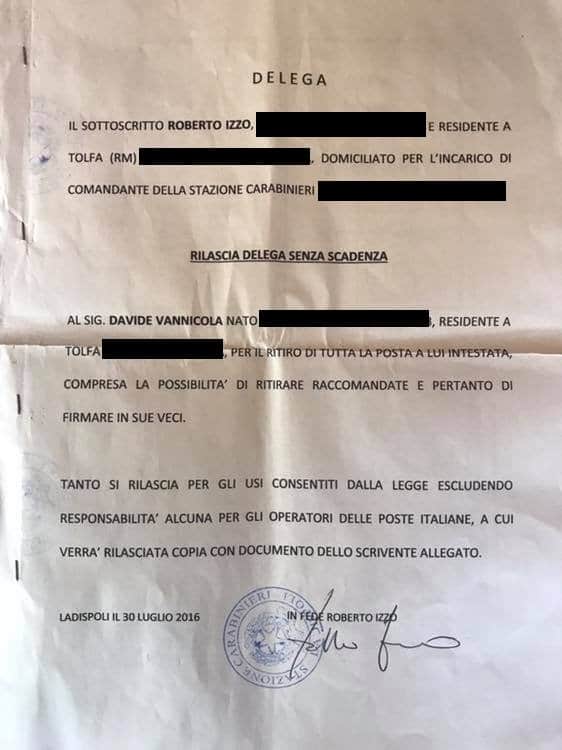 DELEGA
IL SOTTOSCRITTO ROBERTO IZZO, E RESIDENTE A
TOLFA (RM) , DOMICILIATO PER L'INCARICO DI
COMANDANTE DELLA STAZIONE CARABINIERI
RILASCIA DELEGA SENZA SCADENZA
AL SIG. DAVIDE VANNICOLA NATO , RESIDENTE A
TOLFA , PER IL RITIRO DI TUTTA LA POSTA A LUI INTESTATA,
COMPRESA LA POSSIBILITA' DI RITIRARE RACCOMANDATE E PERTANTO DI
FIRMARE IN SUE VECI.
TANTO SI RILASCIA PER GLI USI CONSENTITI DALLA LEGGE ESCLUDENDO
RESPONSABILITA' ALCUNA PER GLI OPERATORI DELLE POSTE ITALIANE, A CUI
VERRA' RILASCIATA COPIA CON DOCUMENTO DELLO SCRIVENTE ALLEGATO.
LADISPOLI IL 30 LUGLIO 2016 IN FEDE ROBERTO IZZO
STAZIONE CARABINIERI